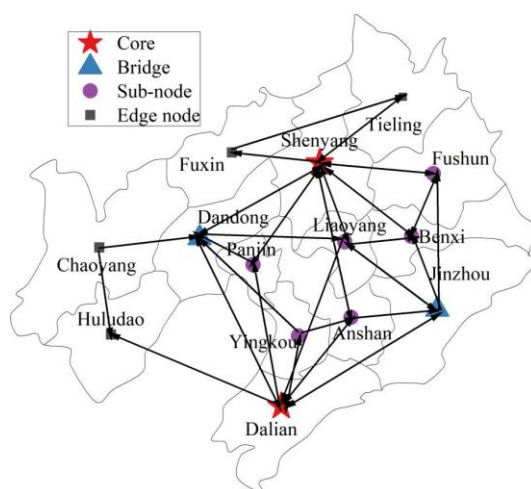 Core
Bridge
Sub-node
Edge node
Tieling
Shenyang
Fuxin
Fushun
Dandong
Liaoyang
Benxi
Panjin
Chaoyang
Jinzhou
Huludao
Yingkou
Anshan
Dalian